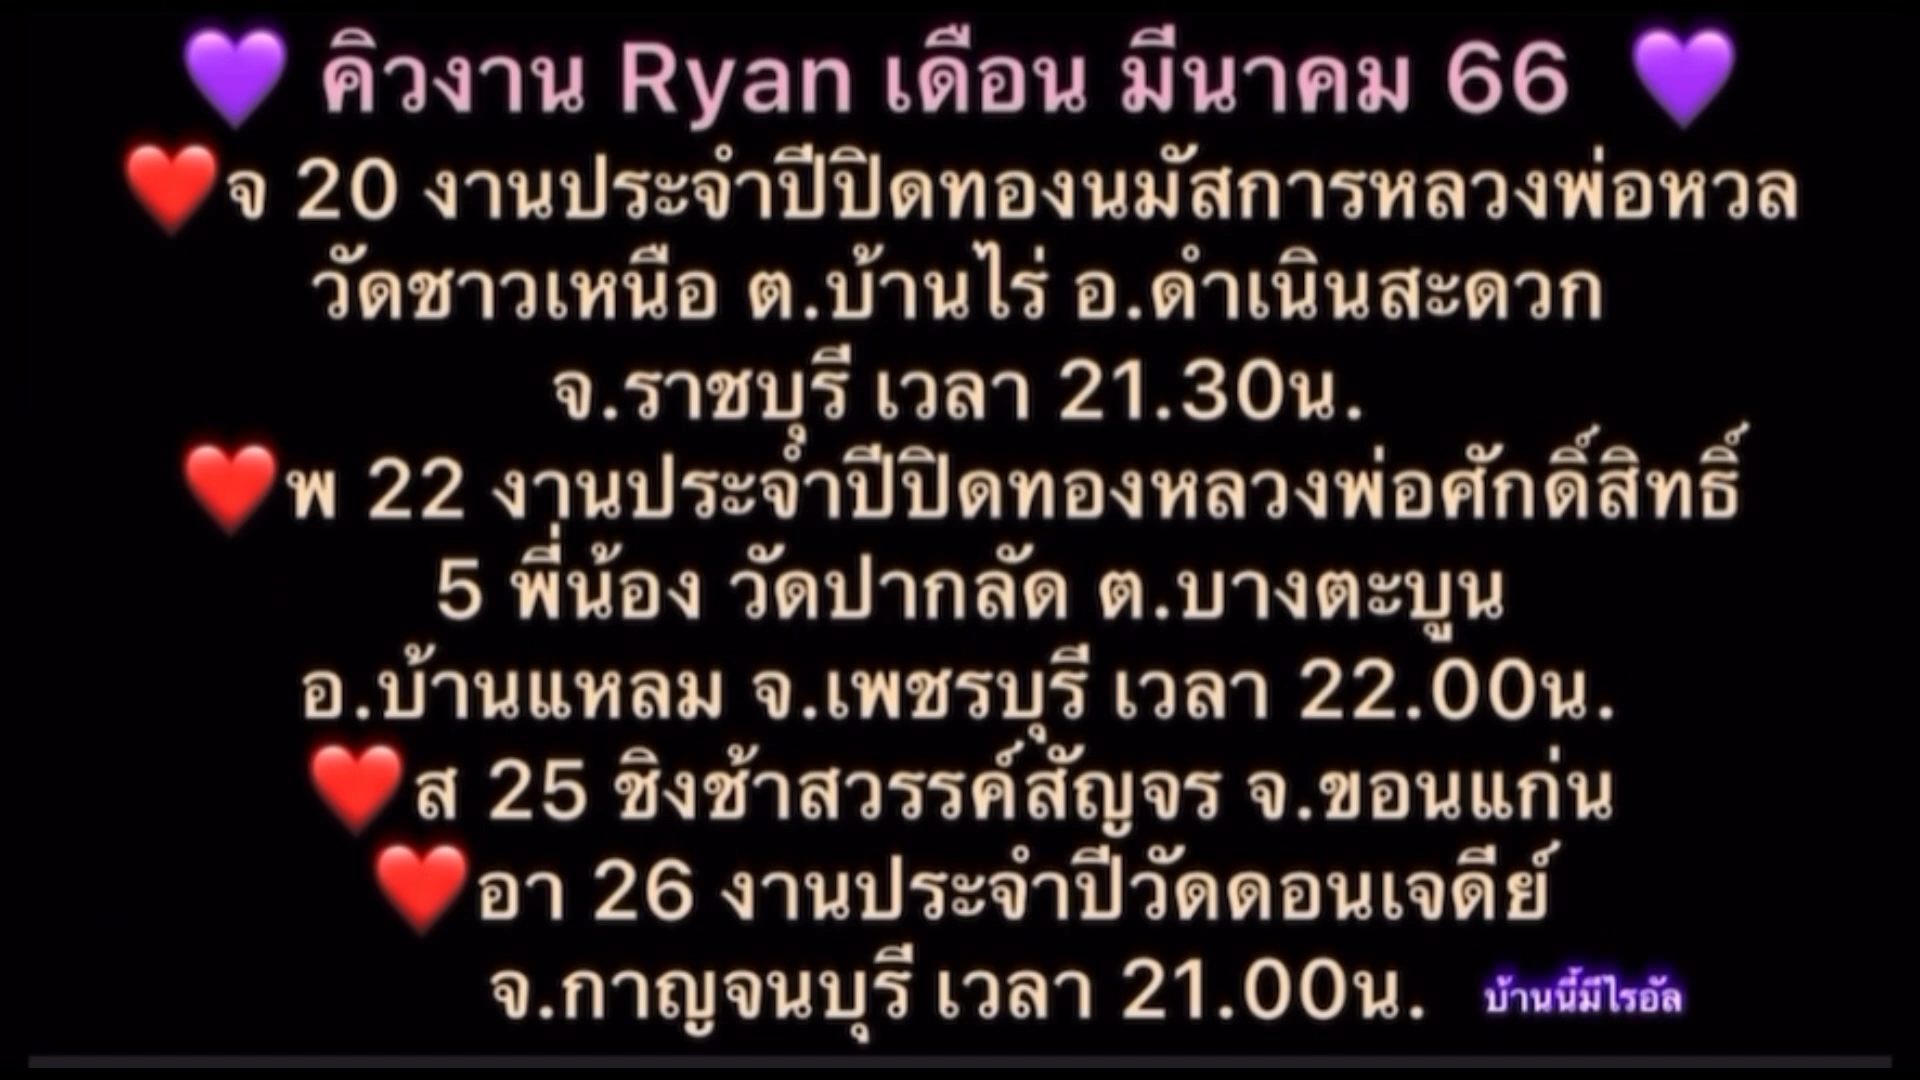 💜 คิวงาน Ryan เดือน มีนาคม 66 💜
❤️จ 20 งานประจำปีปิดทองนมัสการหลวงพ่อหวล
วัดชาวเหนือ ต.บ้านไร่ อ.ดำเนินสะดวก
จ.ราชบุรี เวลา 21.30น.
❤️พ 22 งานประจำปีปิดทองหลวงพ่อศักดิ์สิทธิ์
5 พี่น้อง วัดปากลัด ต.บางตะบูน
อ.บ้านแหลม จ.เพชรบุรี เวลา 22.00น.
❤️ส 25 ชิงช้าสวรรค์สัญจร จ.ขอนแก่น
❤️อา 26 งานประจำปีวัดดอนเจดีย์
จ.กาญจนบุรี เวลา 21.00น.
บ้านนี้มีไรอัล